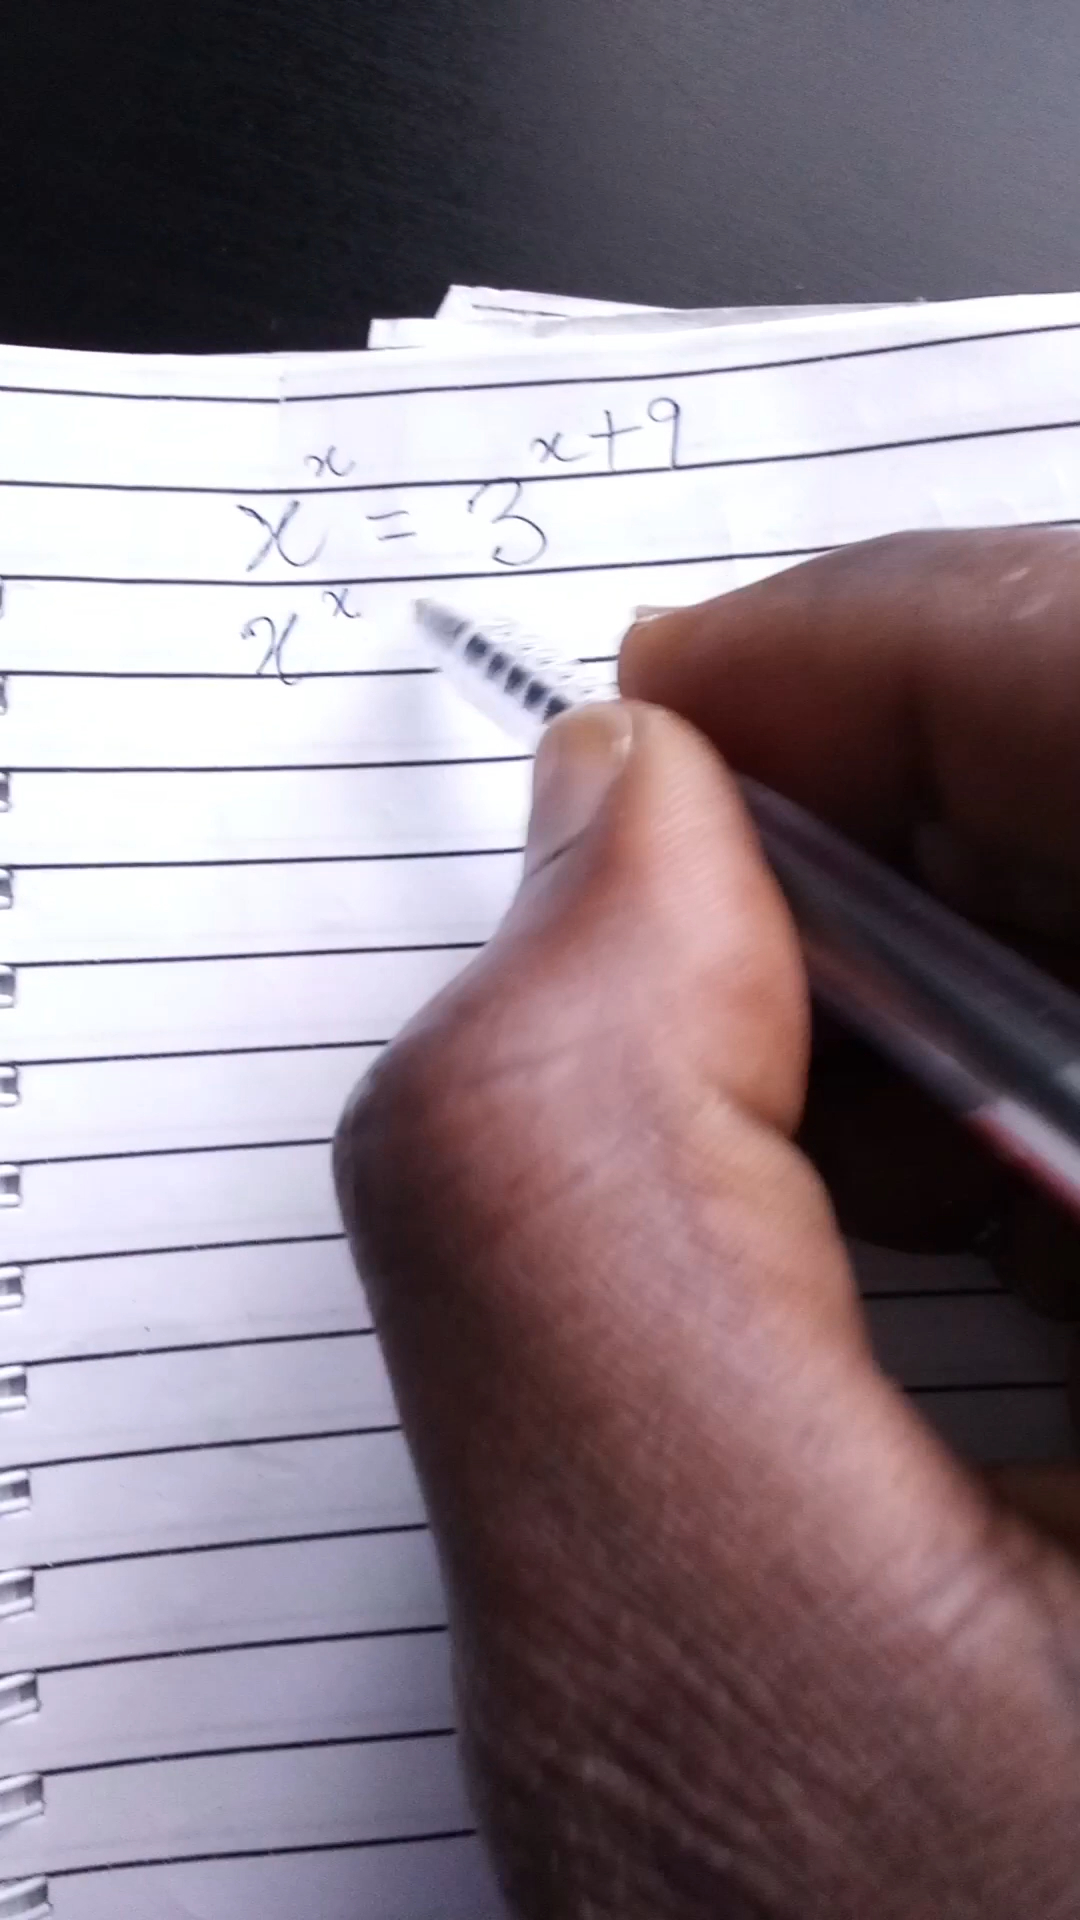 x^x = 3^(x+9)
x^x